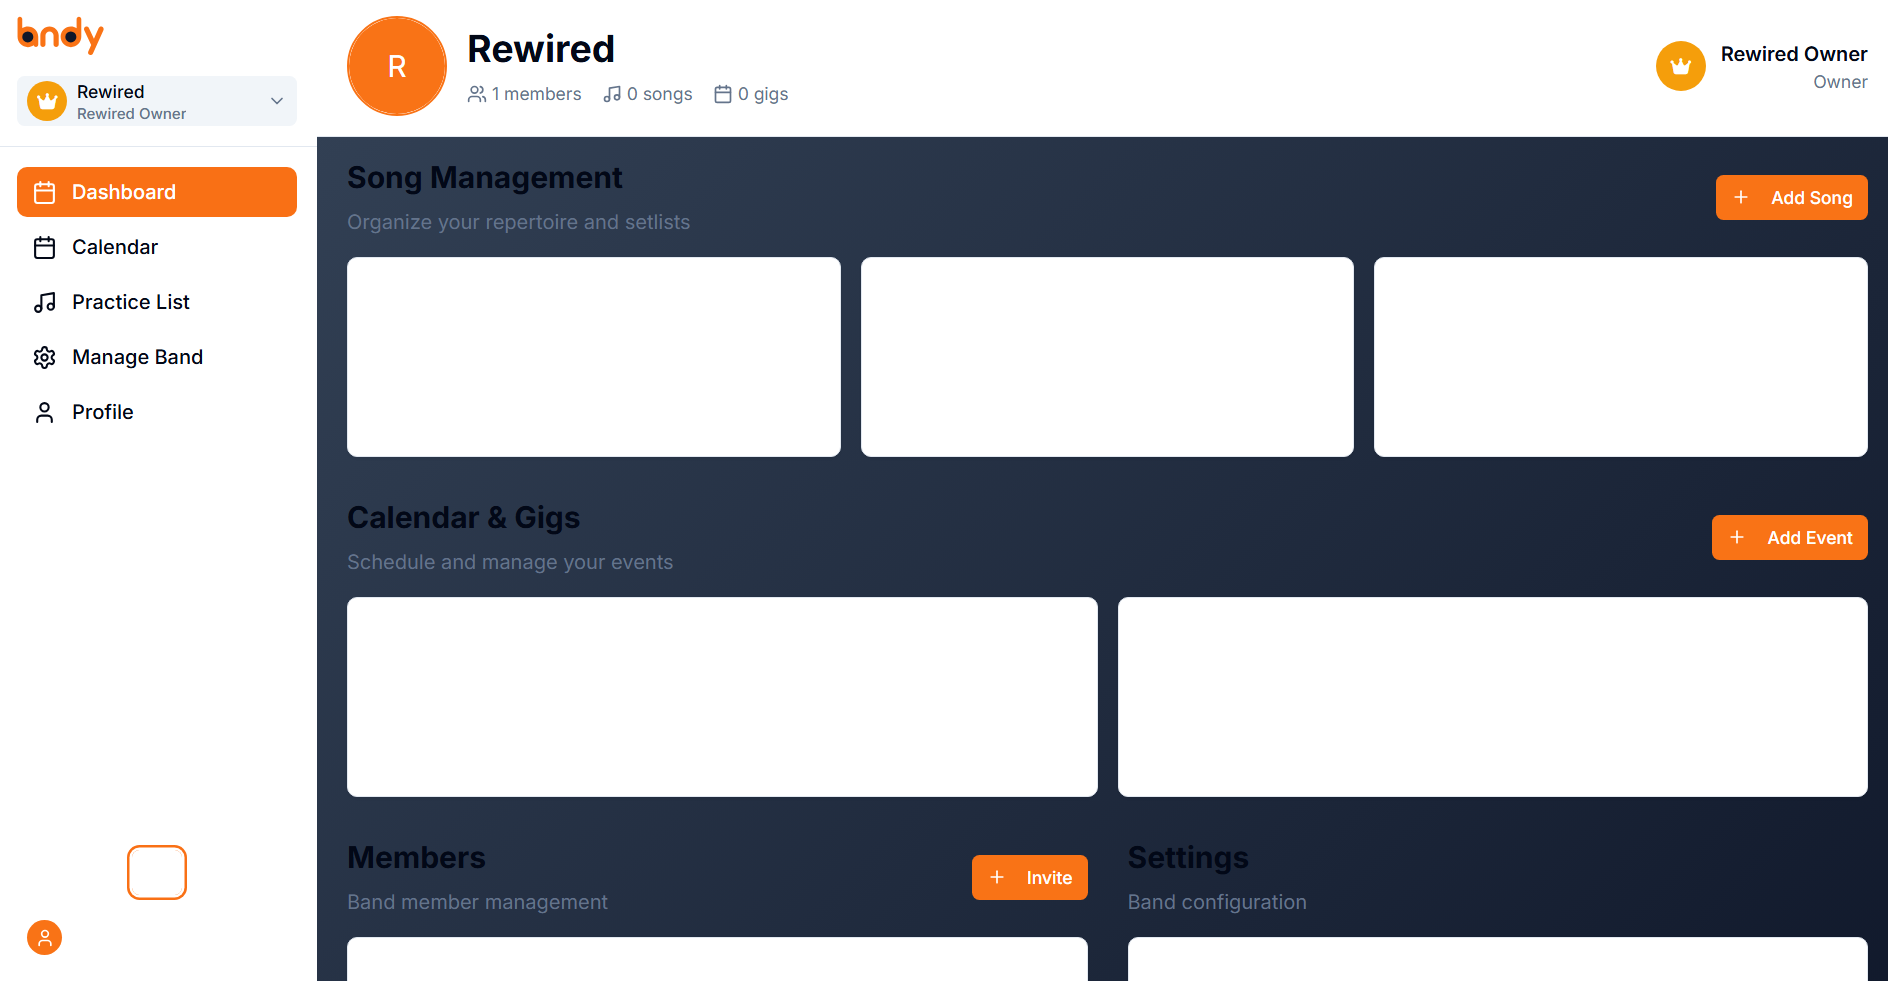 bndy
Rewired
Rewired Owner
Dashboard
Calendar
Practice List
Manage Band
Profile
R
Rewired
1 members 0 songs 0 gigs
Rewired Owner
Owner
Song Management
Organize your repertoire and setlists
Add Song
Calendar & Gigs
Schedule and manage your events
Add Event
Members
Band member management
Invite
Settings
Band configuration